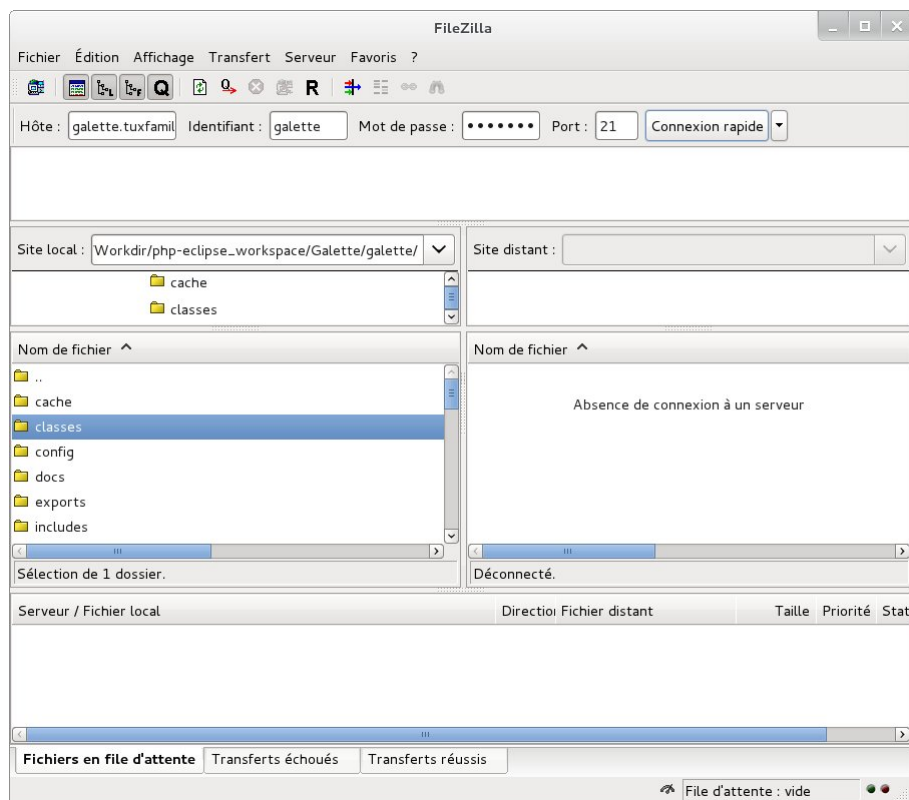 FileZilla
Fichier Édition Affichage Transfert Serveur Favoris ?
Hôte : galette.tuxfamil Identifiant : galette Mot de passe : ••••••• Port : 21 Connexion rapide
Site local : Workdir/php-eclipse_workspace/Galette/galette/ Site distant :
cache
classes
Nom de fichier Nom de fichier
..
cache
classes
config
docs
exports
includes
Absence de connexion à un serveur
Sélection de 1 dossier. Déconnecté.
Serveur / Fichier local Direction Fichier distant Taille Priorité Stat
Fichiers en file d'attente Transferts échoués Transferts réussis
File d'attente : vide